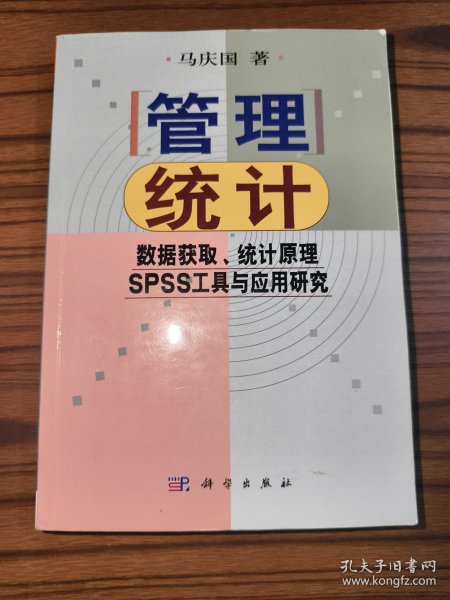 · 马庆国 著 ·
[管理]
统计
数据获取、统计原理
SPSS工具与应用研究
SP 科学出版社
孔夫子旧书网
www.kongfz.com